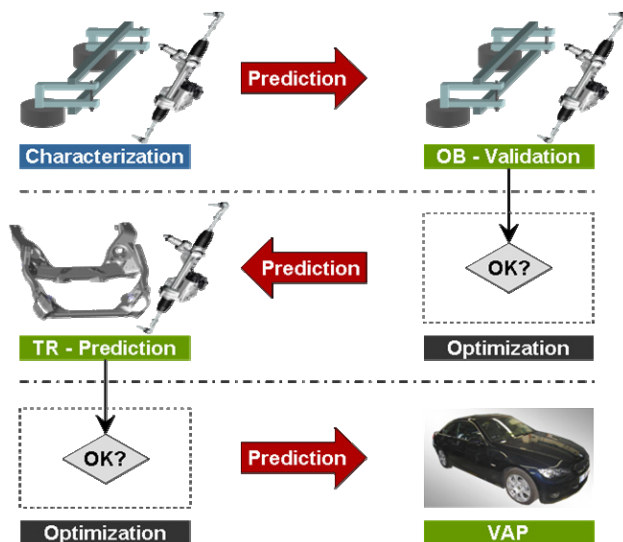 Prediction
Characterization
OB - Validation
Prediction
OK?
TR - Prediction
Optimization
OK?
Prediction
Optimization
VAP